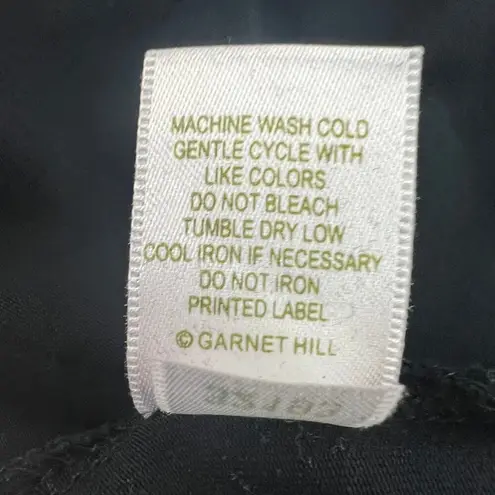 MACHINE WASH COLD
GENTLE CYCLE WITH
LIKE COLORS
DO NOT BLEACH
TUMBLE DRY LOW
COOL IRON IF NECESSARY
DO NOT IRON
PRINTED LABEL
© GARNET HILL